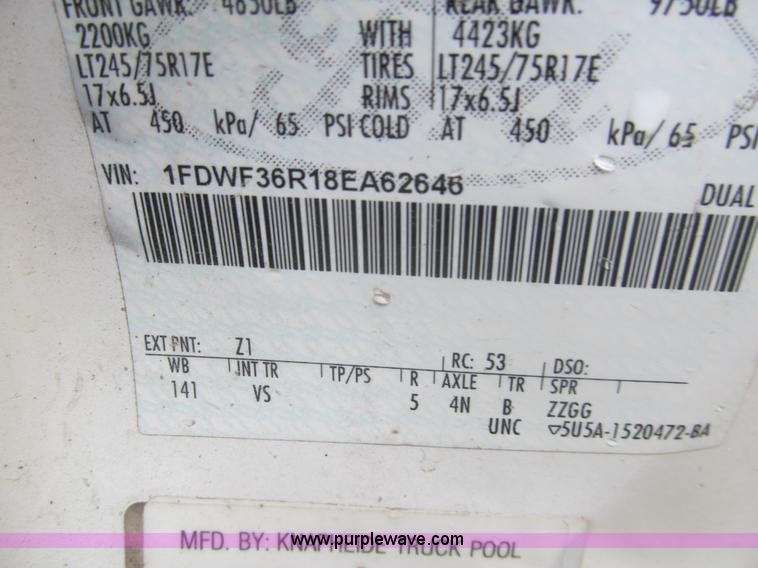 FRONT GAWR: 4850LB REAR GAWR: 9750LB
2200KG WITH 4423KG
LT245/75R17E TIRES LT245/75R17E
17x6.5J RIMS 17x6.5J
AT 450 kPa/ 65 PSI COLD AT 450 kPa/ 65 PSI
VIN: 1FDWF36R18EA62646
DUAL
EXT PNT: Z1 RC: 53 DSO:
WB INT TR TP/PS R AXLE TR SPR
141 VS 5 4N B ZZGG
UNC 5U5A-1520472-BA
MFD. BY: KNAPHEIDE TRUCK POOL
www.purplewave.com